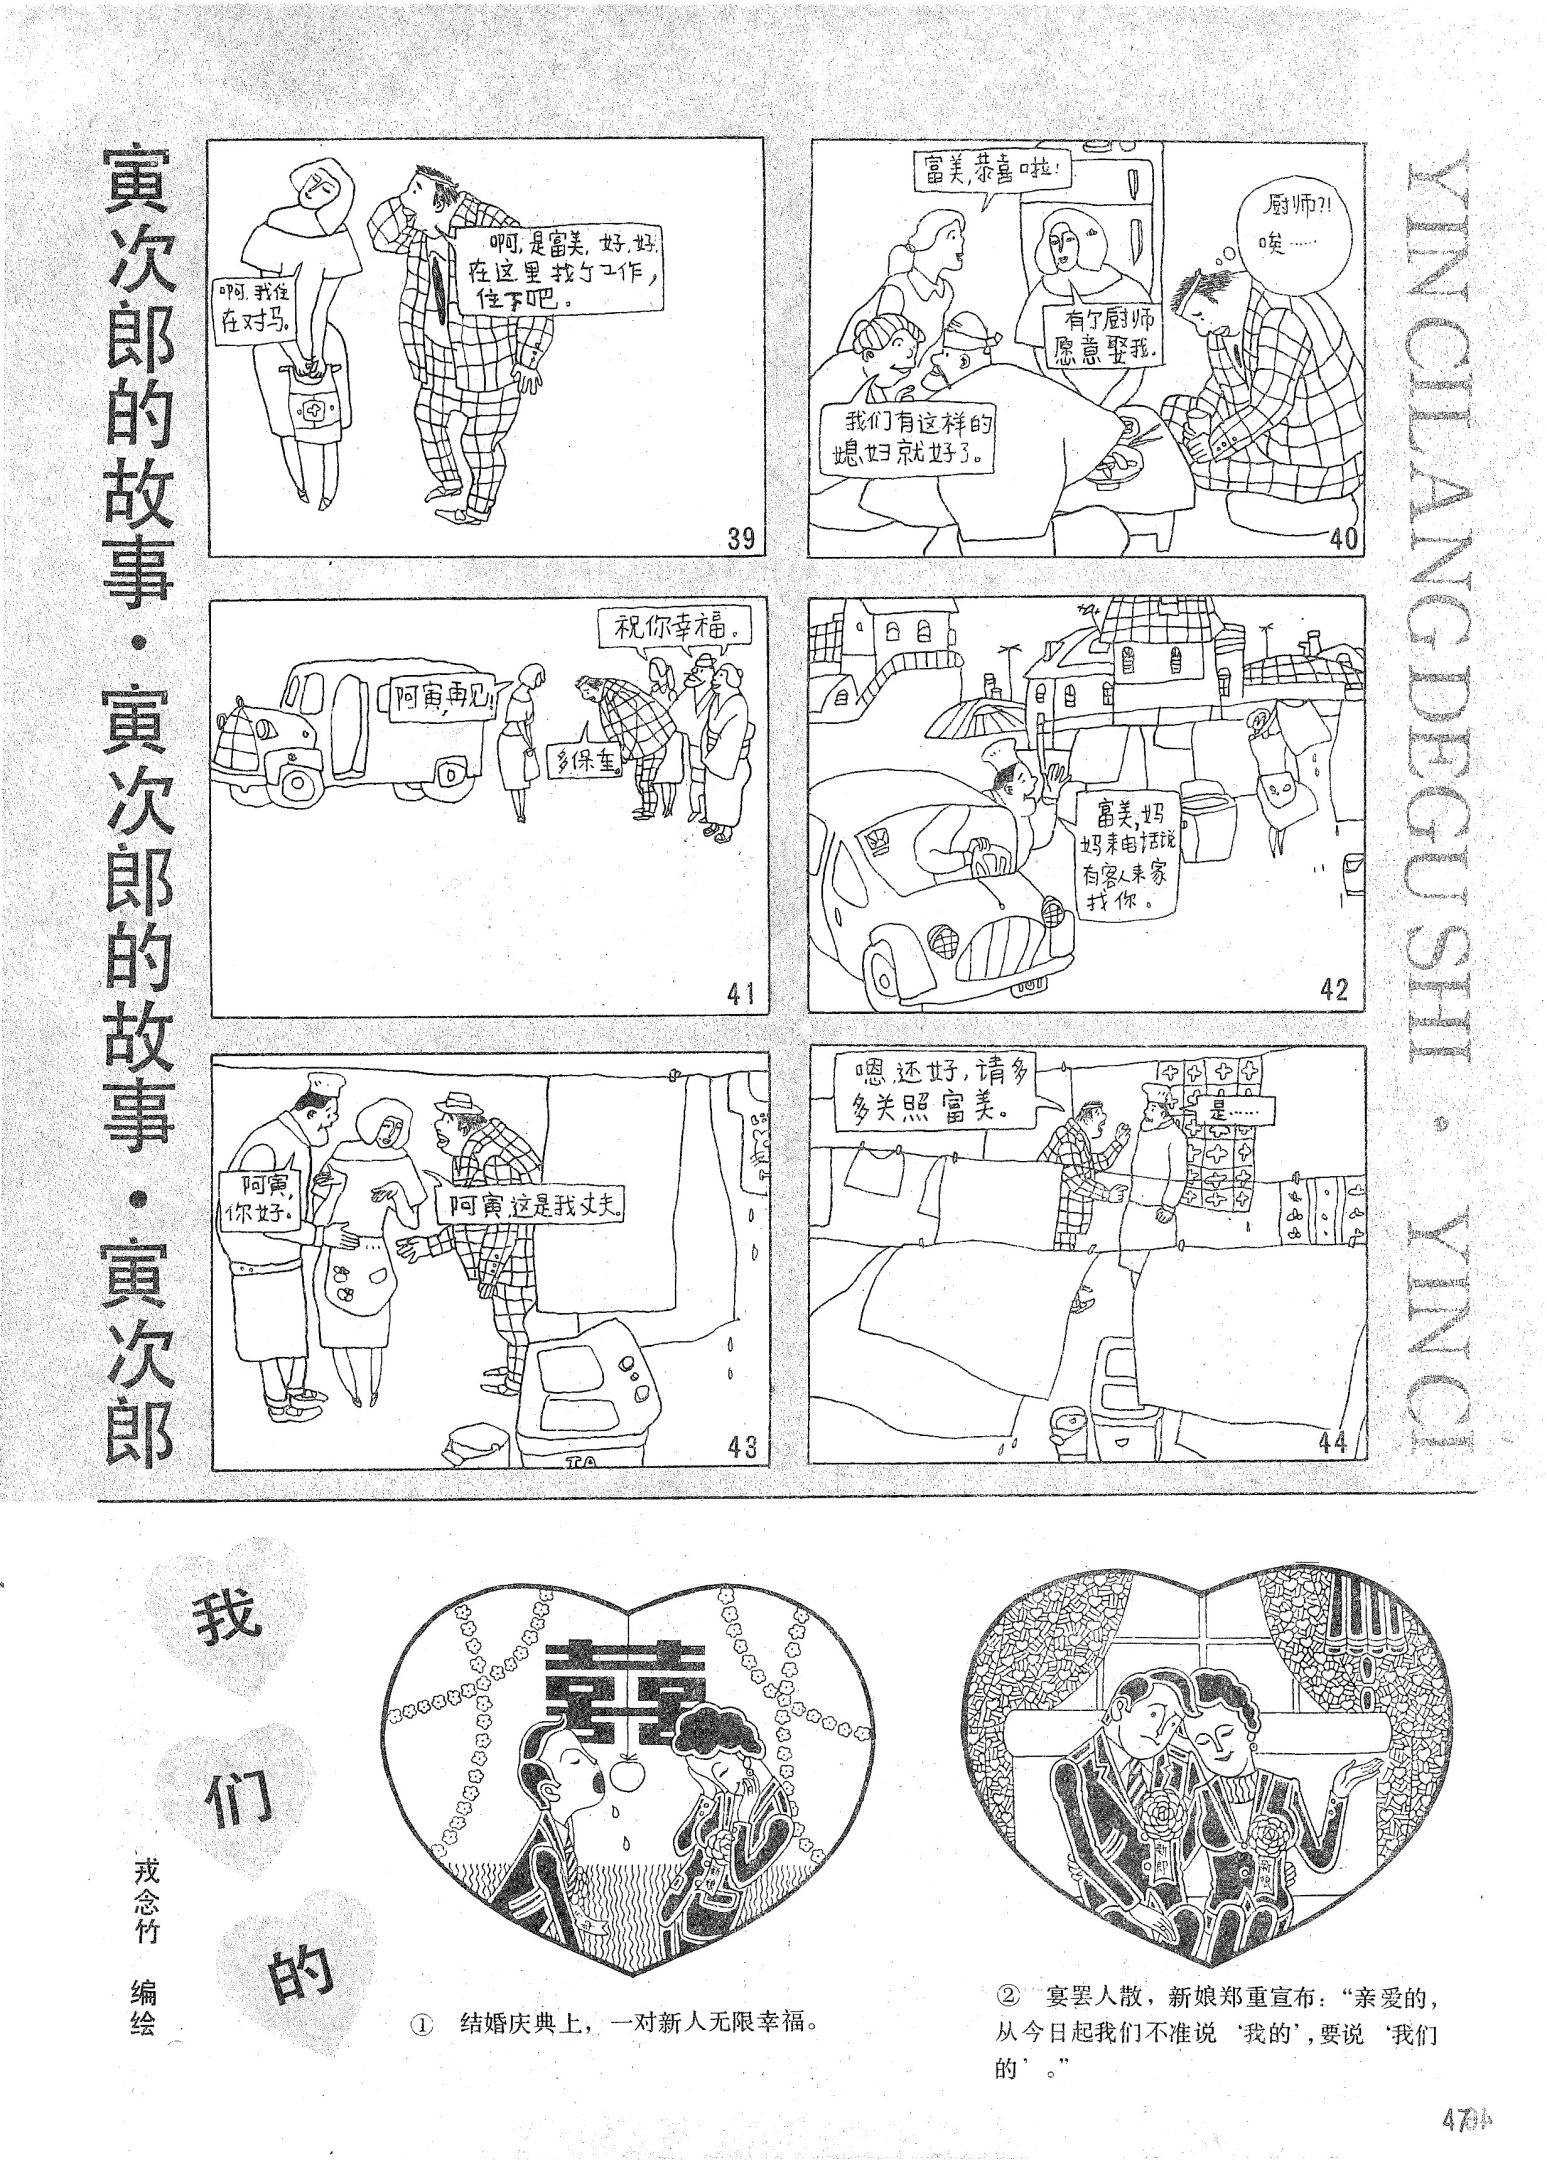 寅次郎的故事·寅次郎的故事·寅次郎
YINCILANGDEGUSHI·YINCI
啊,我住
在对马。
啊,是富美,好,好,
在这里找个工作,
住下吧。
39
富美,恭喜啦!
厨师?!
唉……
有个厨师
愿意娶我.
我们有这样的
媳妇就好了。
40
祝你幸福。
阿寅,再见!
多保重。
41
富美,妈
妈来电话说
有客人来家
找你。
42
阿寅,
你好。
阿寅,这是我丈夫。
TA
43
嗯,还好,请多
多关照富美。
是……
44
我
们
的
戎念竹 编绘
囍
新郎
新娘
① 结婚庆典上,一对新人无限幸福。
② 宴罢人散,新娘郑重宣布:“亲爱的,
从今日起我们不准说‘我的’,要说‘我们
的’。”
47